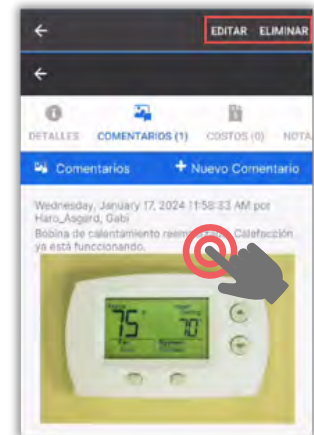 EDITAR ELIMINAR
DETALLES COMENTARIOS (1) COSTOS (0) NOTA
Comentarios + Nuevo Comentario
Wednesday, January 17, 2024 11:58:33 AM por
Haro_Asgard, Gabi
Bobina de calentamiento Calefacción
ya está funccionando.
75°
70°